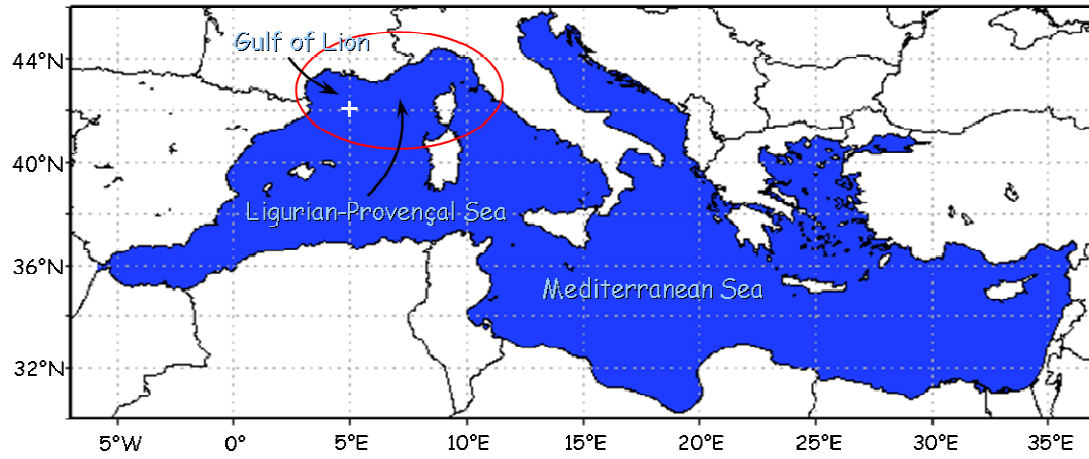 Gulf of Lion
44°N
40°N
Ligurian-Provençal Sea
36°N
Mediterranean Sea
32°N
5°W 0° 5°E 10°E 15°E 20°E 25°E 30°E 35°E